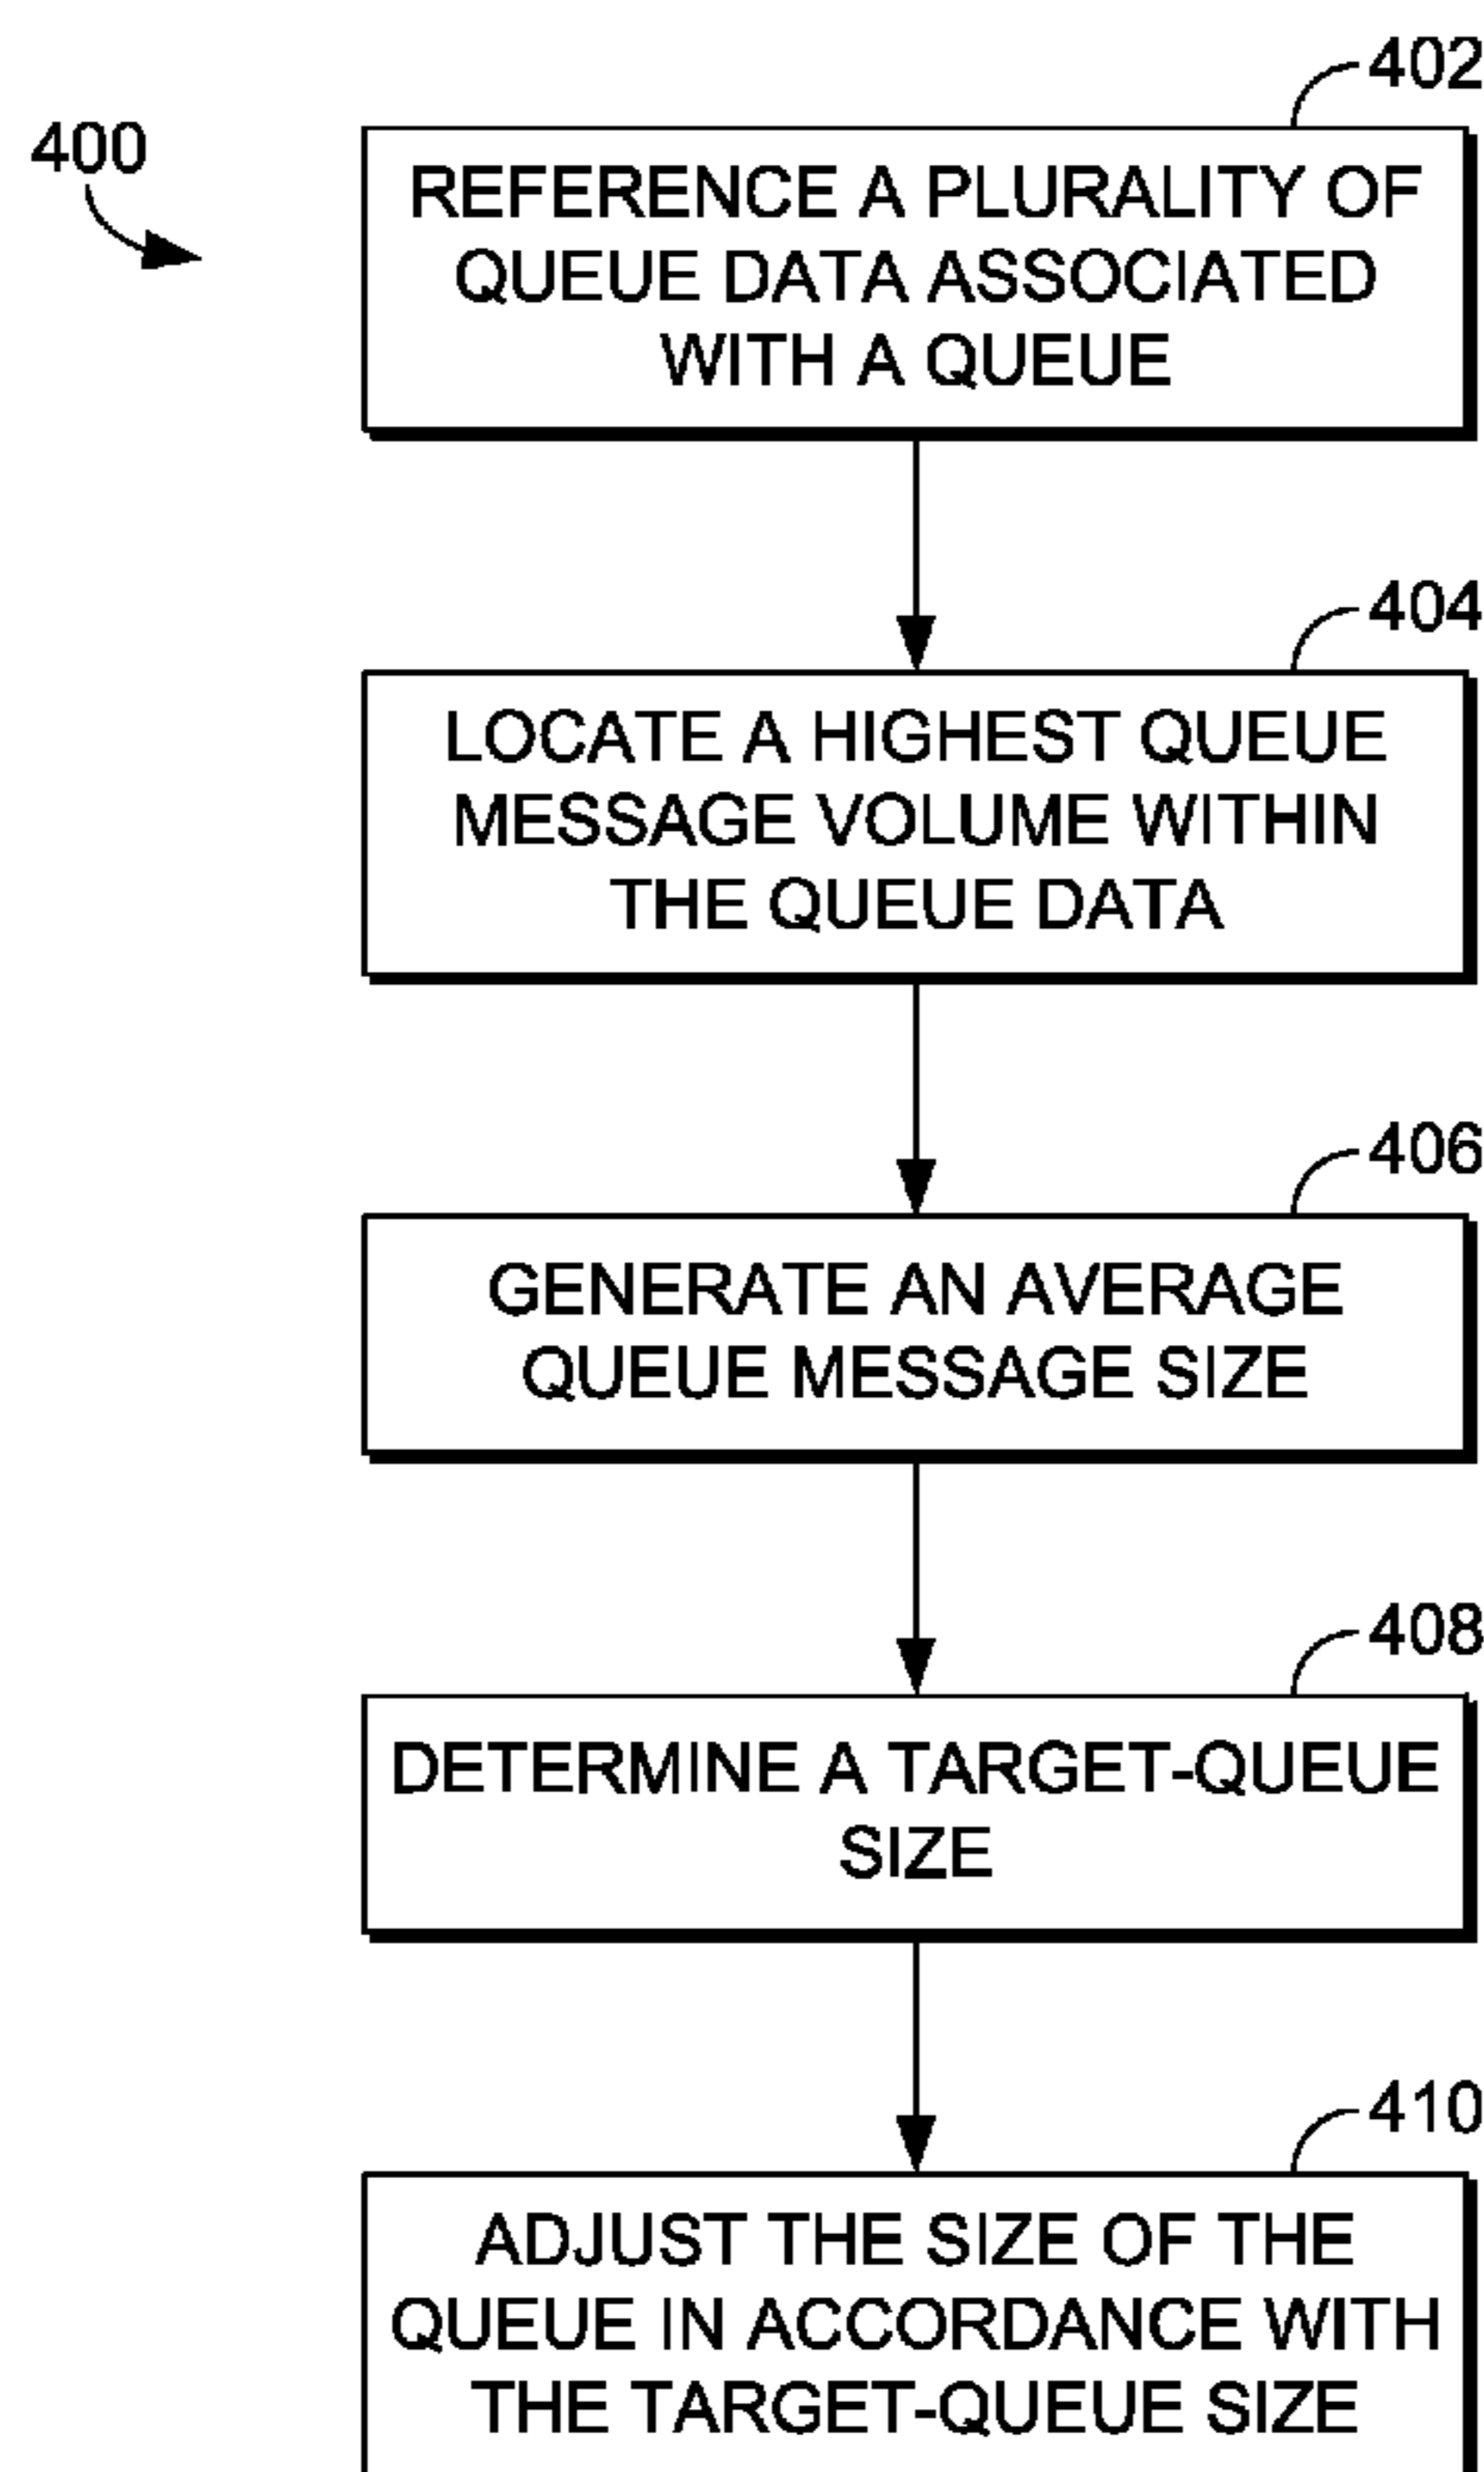 402
400
REFERENCE A PLURALITY OF
QUEUE DATA ASSOCIATED
WITH A QUEUE
404
LOCATE A HIGHEST QUEUE
MESSAGE VOLUME WITHIN
THE QUEUE DATA
406
GENERATE AN AVERAGE
QUEUE MESSAGE SIZE
408
DETERMINE A TARGET-QUEUE
SIZE
410
ADJUST THE SIZE OF THE
QUEUE IN ACCORDANCE WITH
THE TARGET-QUEUE SIZE